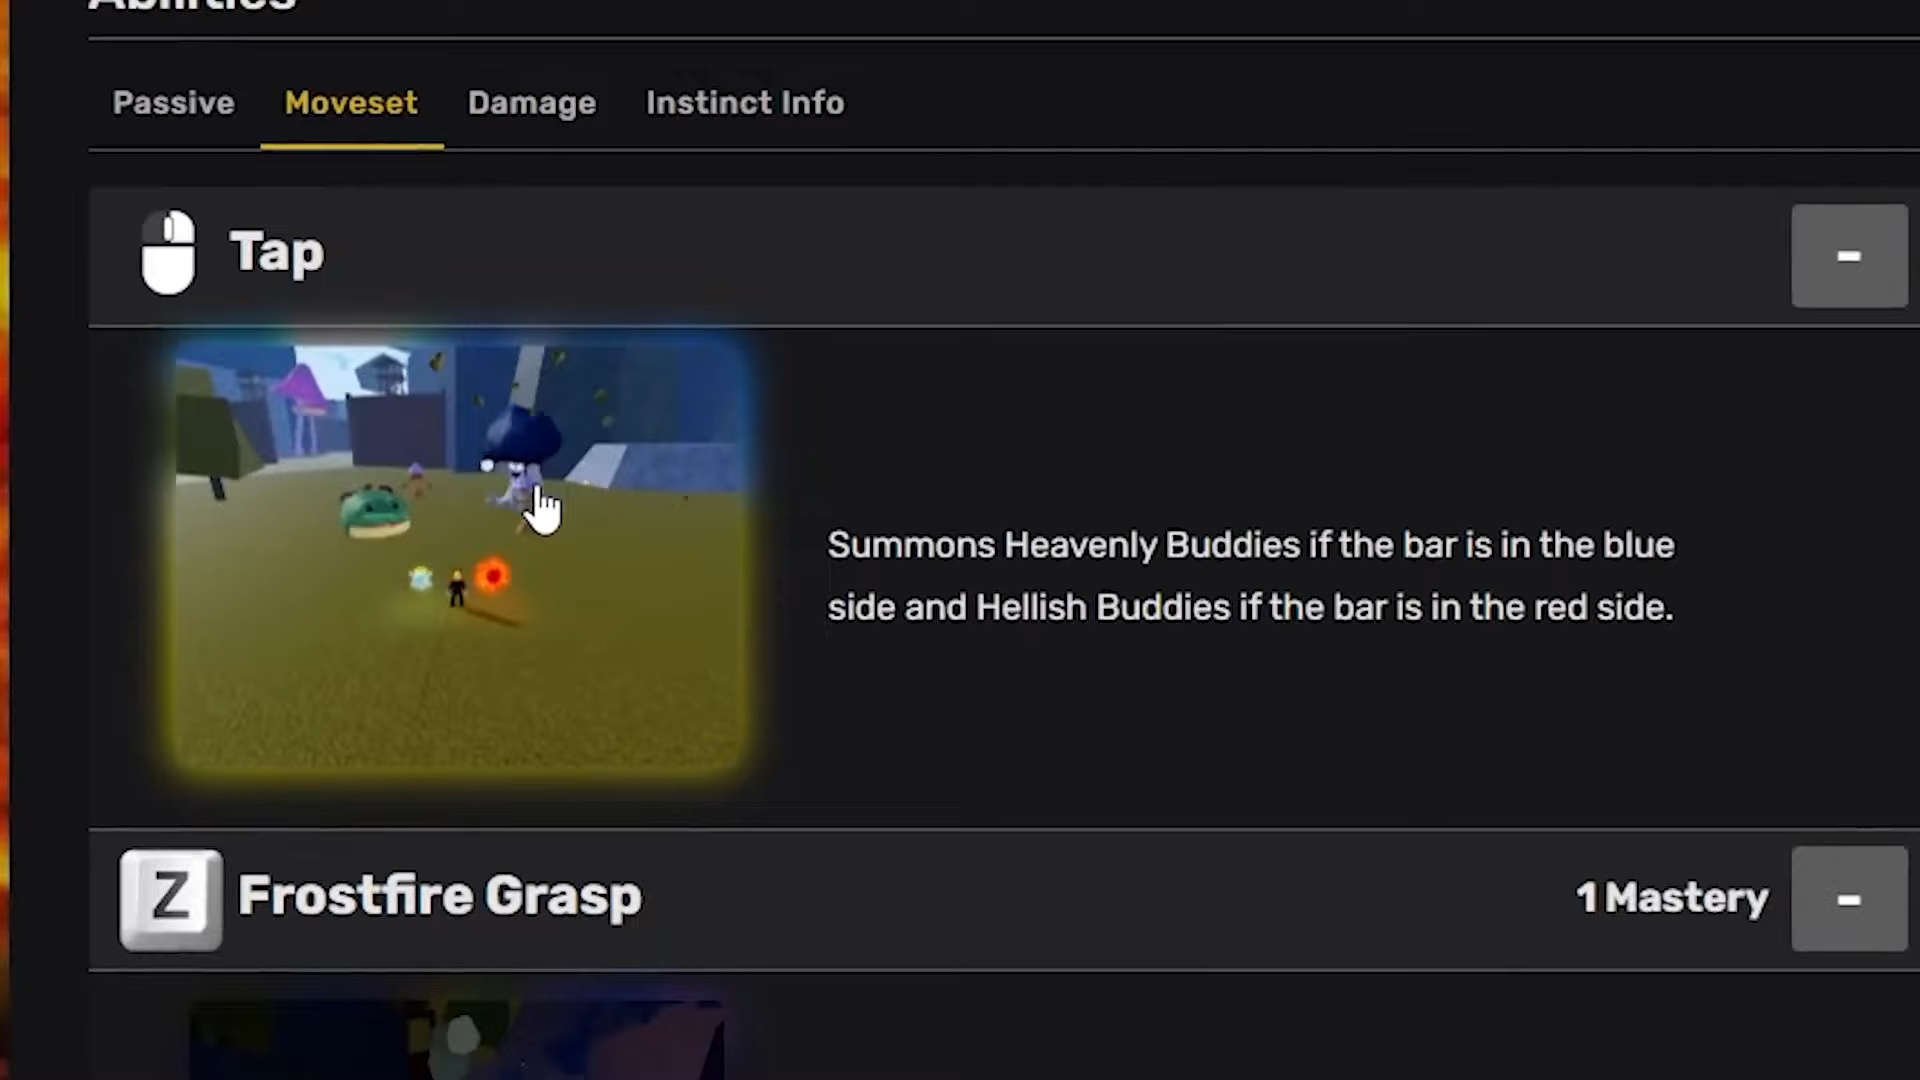 Abilities
Passive
Moveset
Damage
Instinct Info
Tap
-
Summons Heavenly Buddies if the bar is in the blue
side and Hellish Buddies if the bar is in the red side.
Z
Frostfire Grasp
1 Mastery
-